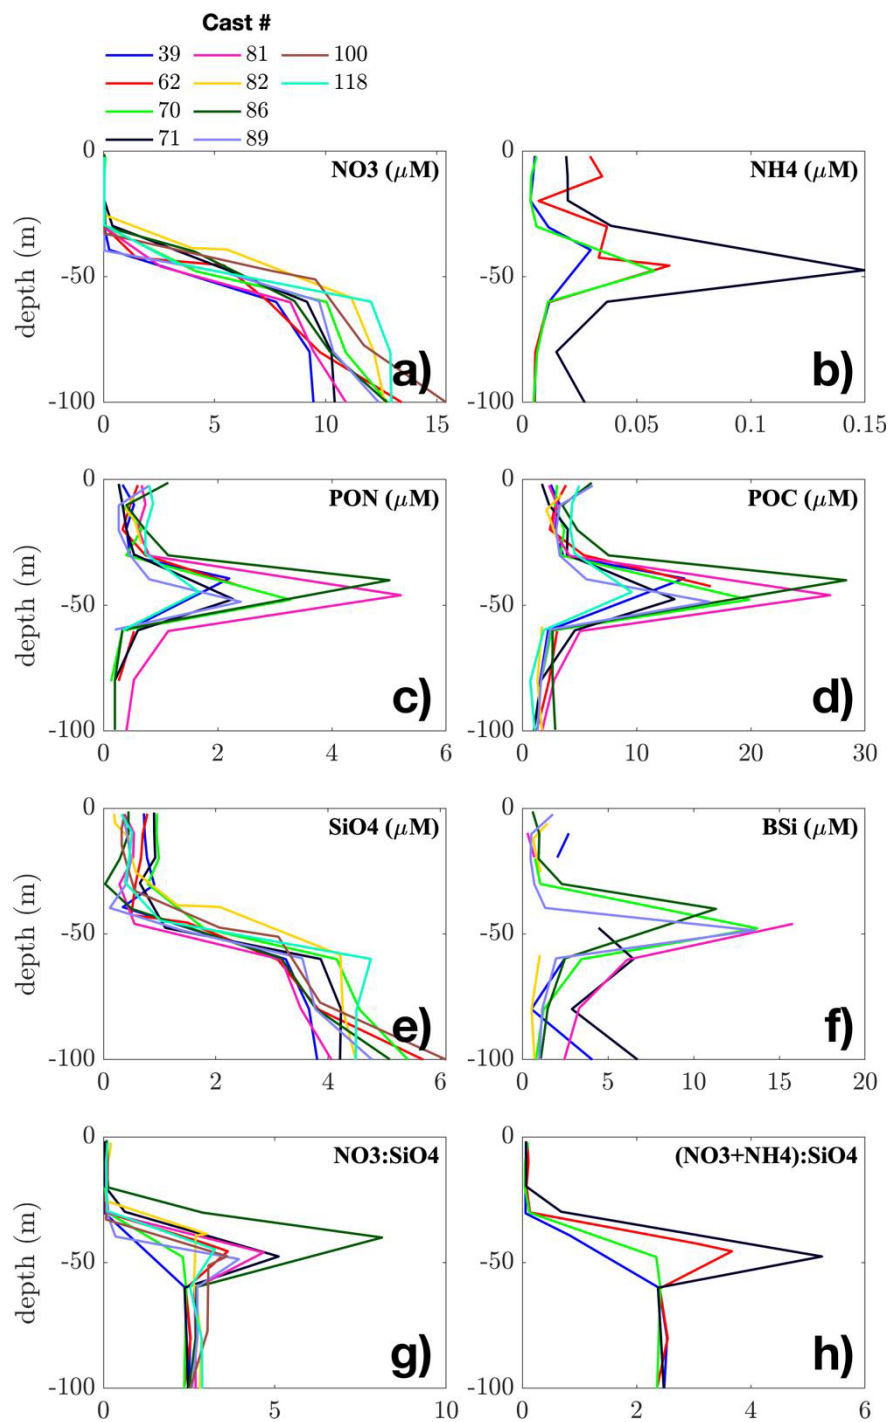 Cast #
39 81 100
62 82 118
70 86
71 89
0
-50
-100
depth (m)
NO3 (μM)
a)
0 5 10 15
0
-50
-100
NH4 (μM)
b)
0 0.05 0.1 0.15
0
-50
-100
depth (m)
PON (μM)
c)
0 2 4 6
0
-50
-100
POC (μM)
d)
0 10 20 30
0
-50
-100
depth (m)
SiO4 (μM)
e)
0 2 4 6
0
-50
-100
BSi (μM)
f)
0 5 10 15 20
0
-50
-100
depth (m)
NO3:SiO4
g)
0 5 10
0
-50
-100
(NO3+NH4):SiO4
h)
0 2 4 6